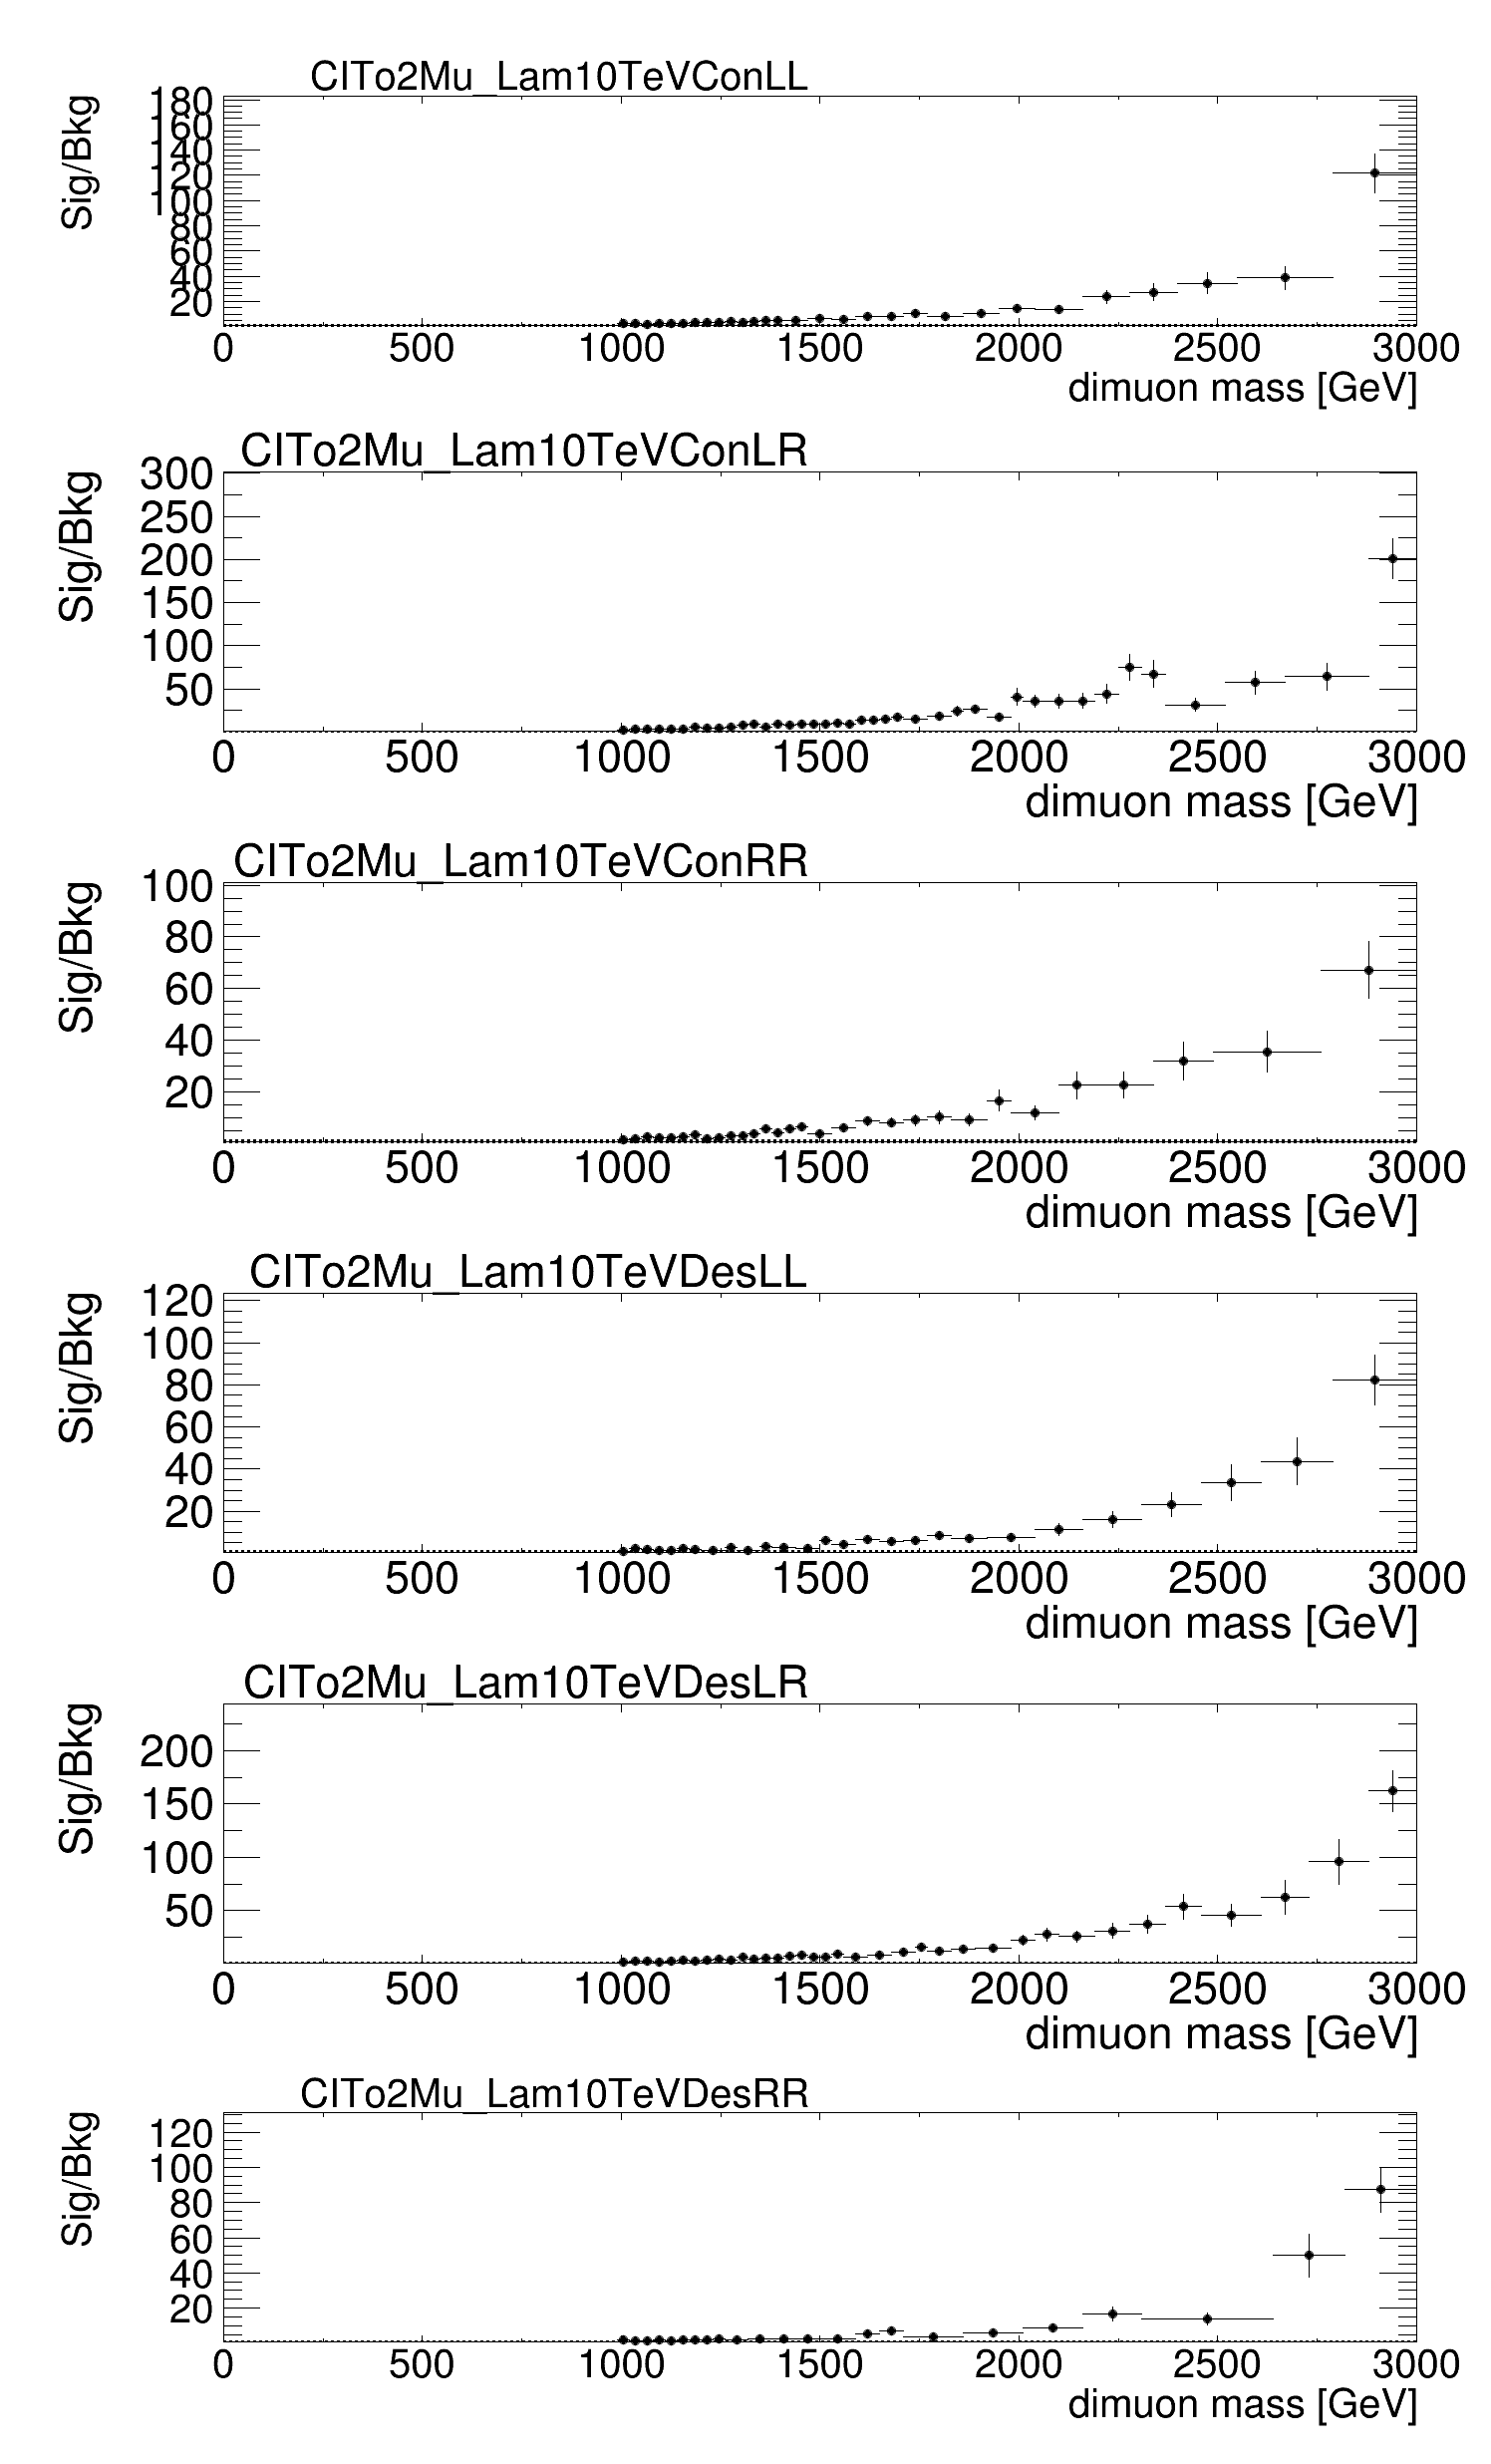 CITo2Mu_Lam10TeVConLL
Sig/Bkg
180
160
140
120
100
80
60
40
20
0 500 1000 1500 2000 2500 3000
dimuon mass [GeV]
CITo2Mu_Lam10TeVConLR
Sig/Bkg
300
250
200
150
100
50
0 500 1000 1500 2000 2500 3000
dimuon mass [GeV]
CITo2Mu_Lam10TeVConRR
Sig/Bkg
100
80
60
40
20
0 500 1000 1500 2000 2500 3000
dimuon mass [GeV]
CITo2Mu_Lam10TeVDesLL
Sig/Bkg
120
100
80
60
40
20
0 500 1000 1500 2000 2500 3000
dimuon mass [GeV]
CITo2Mu_Lam10TeVDesLR
Sig/Bkg
200
150
100
50
0 500 1000 1500 2000 2500 3000
dimuon mass [GeV]
CITo2Mu_Lam10TeVDesRR
Sig/Bkg
120
100
80
60
40
20
0 500 1000 1500 2000 2500 3000
dimuon mass [GeV]